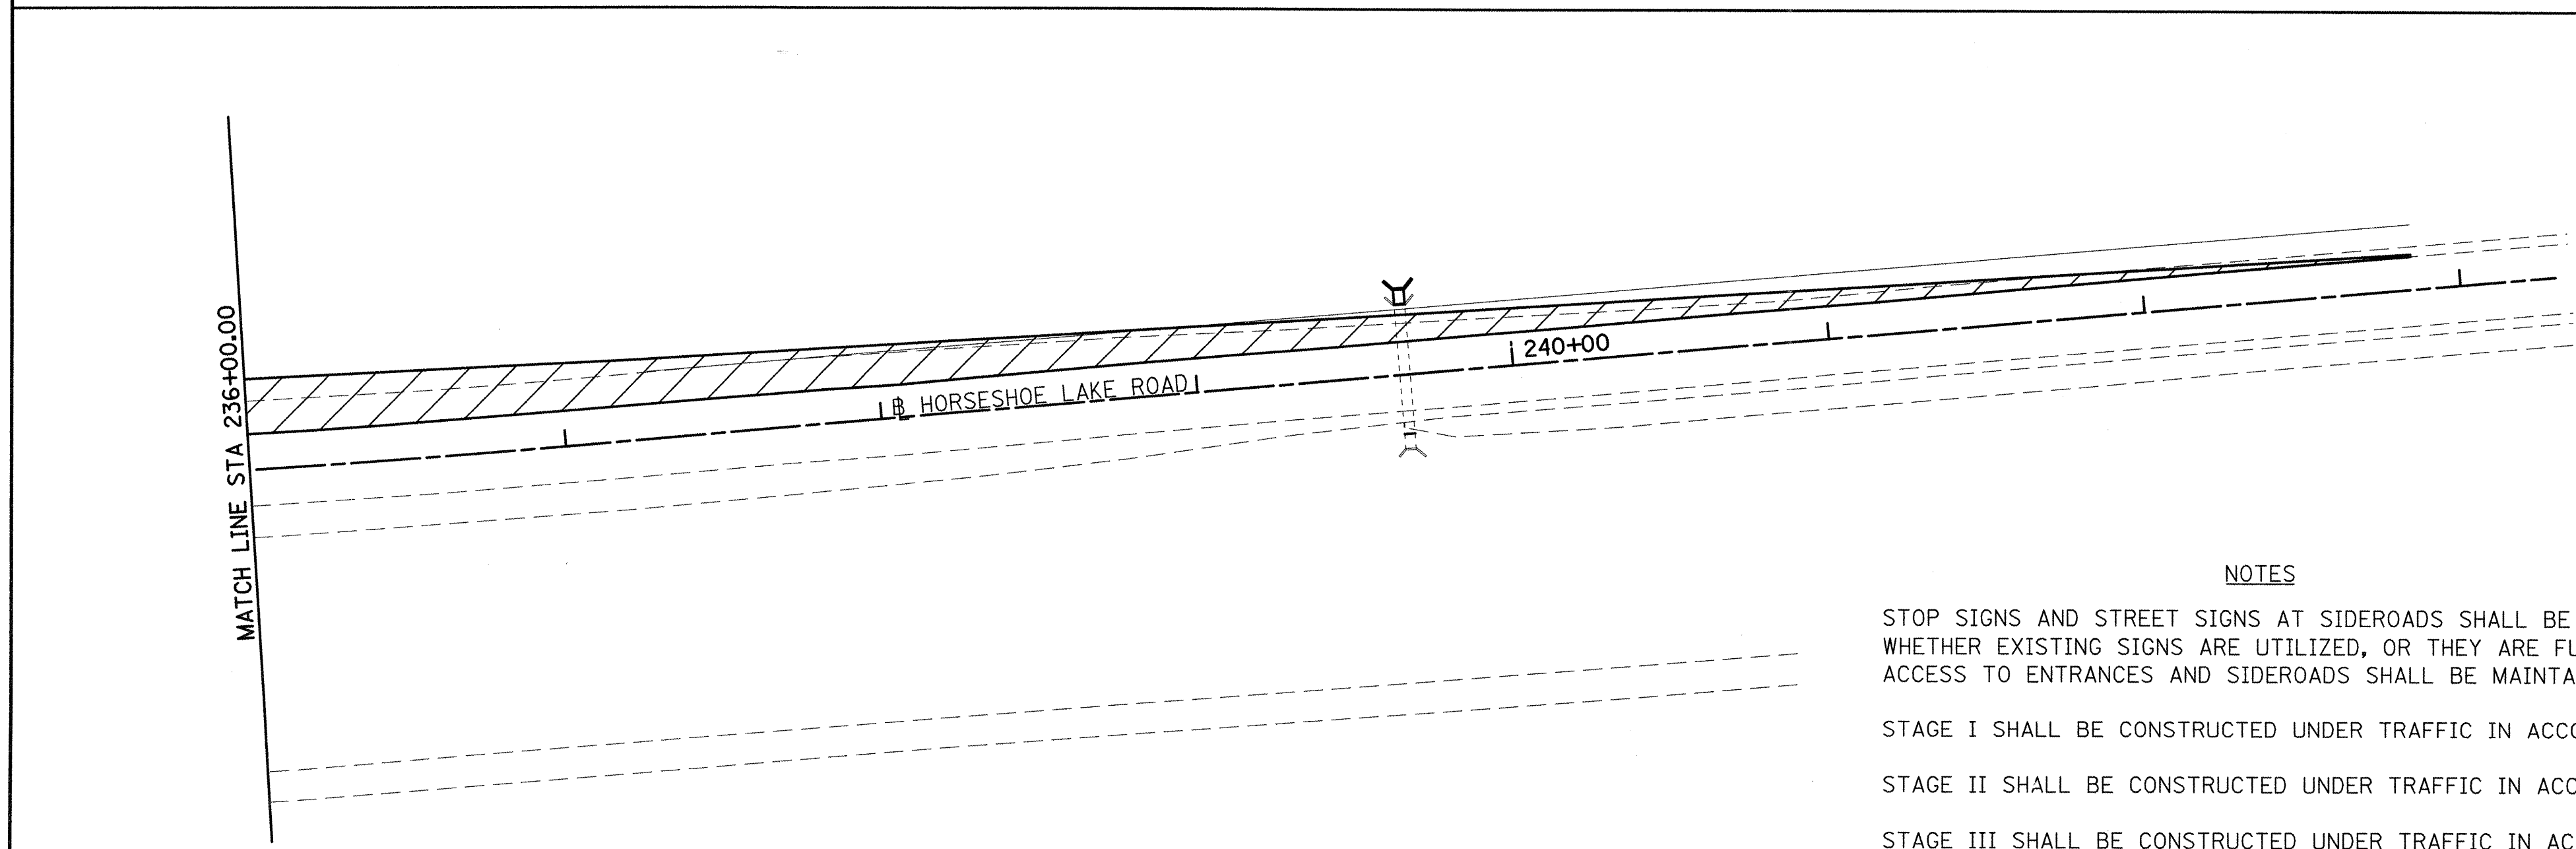 MATCH LINE STA 236+00.00
HORSESHOE LAKE ROAD
240+00
NOTES
STOP SIGNS AND STREET SIGNS AT SIDEROADS SHALL BE
WHETHER EXISTING SIGNS ARE UTILIZED, OR THEY ARE
ACCESS TO ENTRANCES AND SIDEROADS SHALL BE
STAGE I SHALL BE CONSTRUCTED UNDER TRAFFIC IN
STAGE II SHALL BE CONSTRUCTED UNDER TRAFFIC IN
STAGE III SHALL BE CONSTRUCTED UNDER TRAFFIC IN